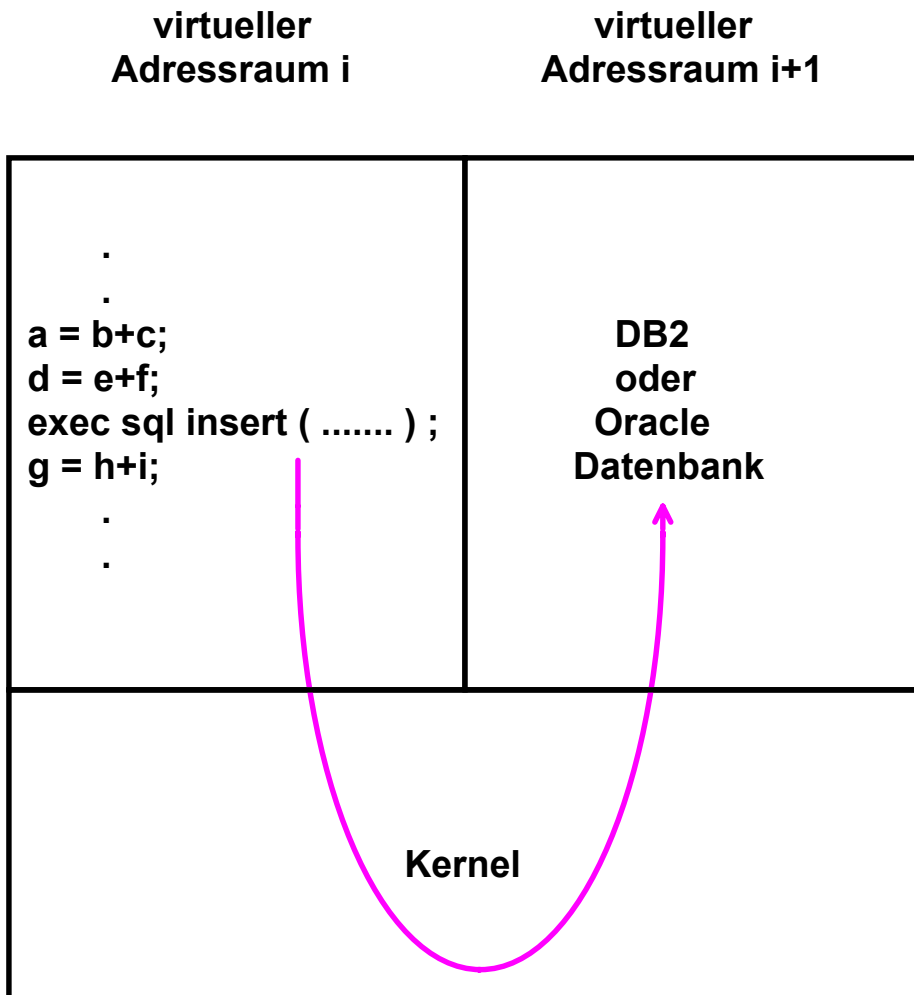 virtueller
Adressraum i
virtueller
Adressraum i+1
.
.
a = b+c;
d = e+f;
exec sql insert ( ....... ) ;
g = h+i;
.
.
DB2
oder
Oracle
Datenbank
Kernel